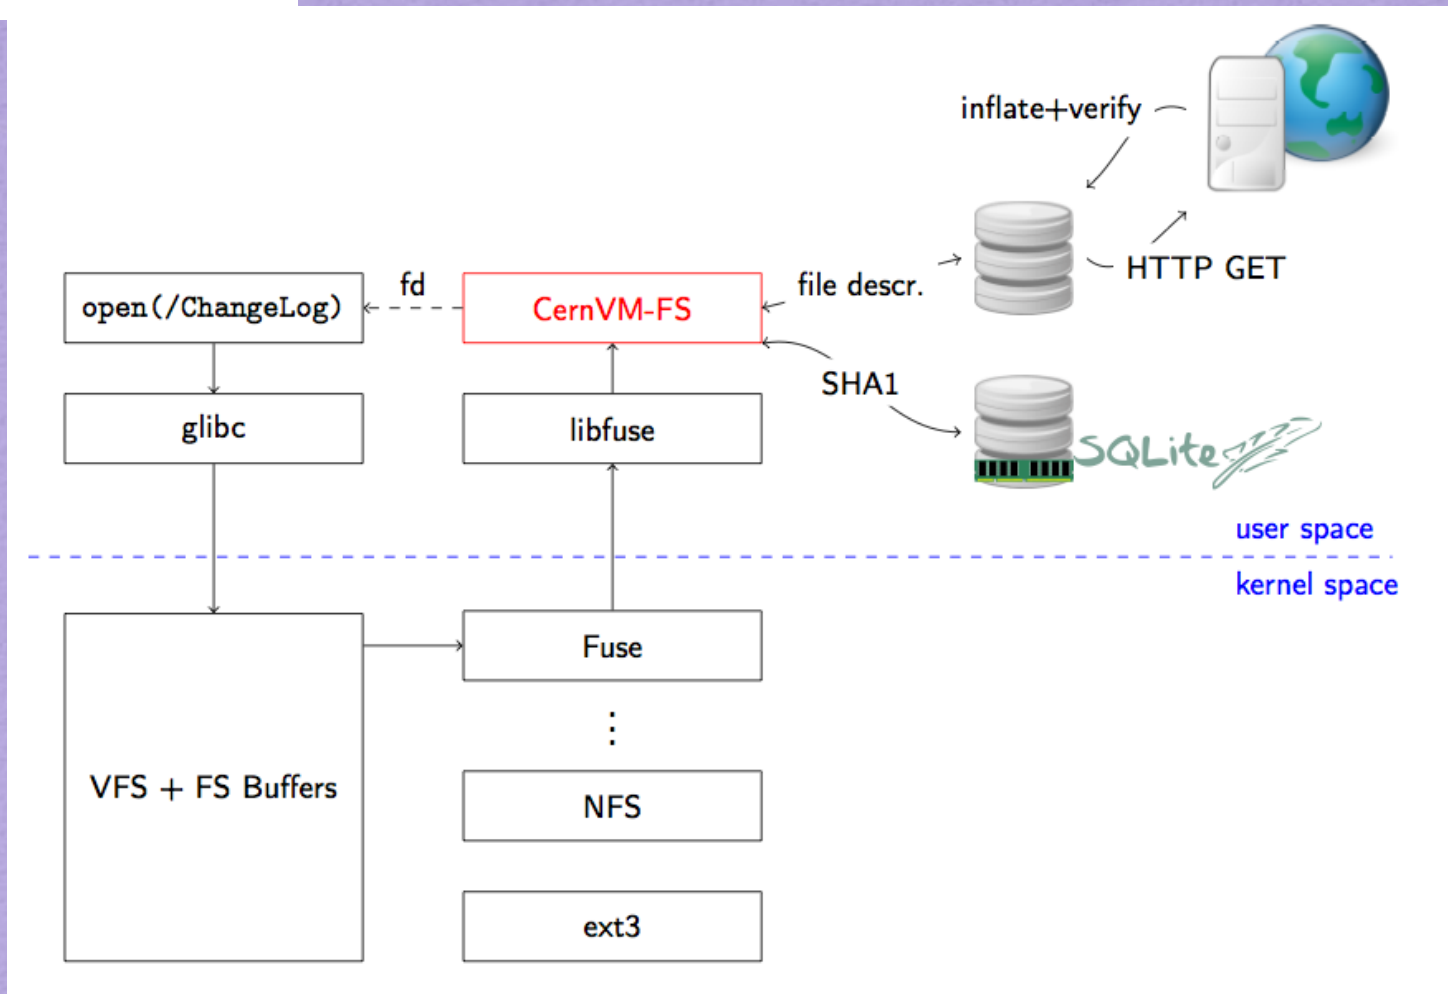 inflate+verify
HTTP GET
open(/ChangeLog)
fd
CernVM-FS
file descr.
SHA1
glibc
libfuse
SQLite
user space
kernel space
VFS + FS Buffers
Fuse
⋮
NFS
ext3